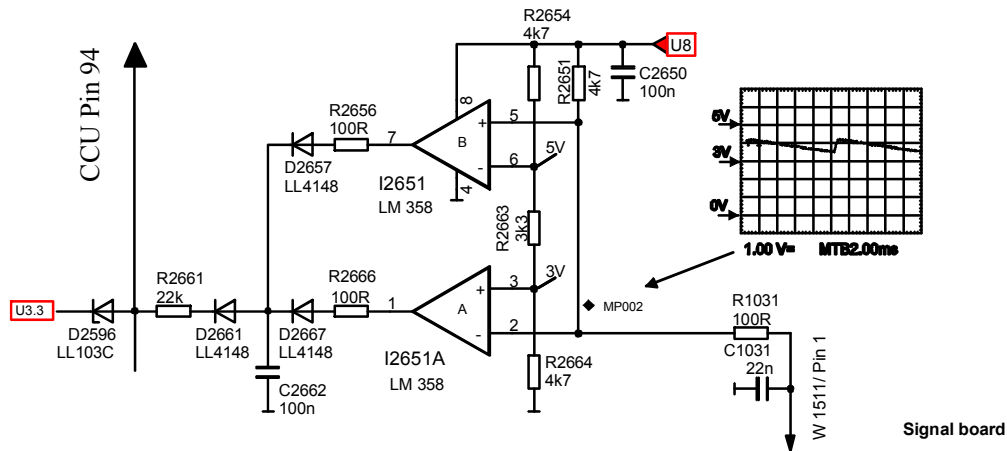 R2654
4k7
U8
CCU Pin 94
R2651
4k7
C2650
100n
R2656
100R
8
5V
3V
0V
7
+
5
B
D2657
LL4148
-
6
5V
I2651
LM 358
4
R2663
3k3
1.00 V= MTB2.00ms
R2661
22k
R2666
100R
3V
+
3
MP002
U3.3
1
A
R1031
100R
-
2
D2596
LL103C
D2661
LL4148
D2667
LL4148
I2651A
LM 358
R2664
4k7
C1031
22n
C2662
100n
W 1511/ Pin 1
Signal board